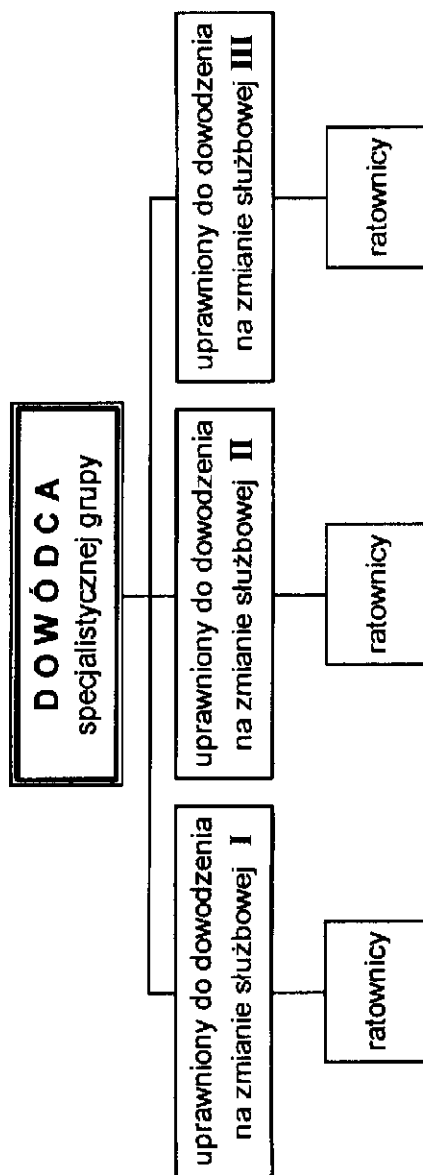 D O W Ó D C A
specjalistycznej grupy
uprawniony do dowodzenia
na zmianie służbowej I
uprawniony do dowodzenia
na zmianie służbowej II
uprawniony do dowodzenia
na zmianie służbowej III
ratownicy
ratownicy
ratownicy